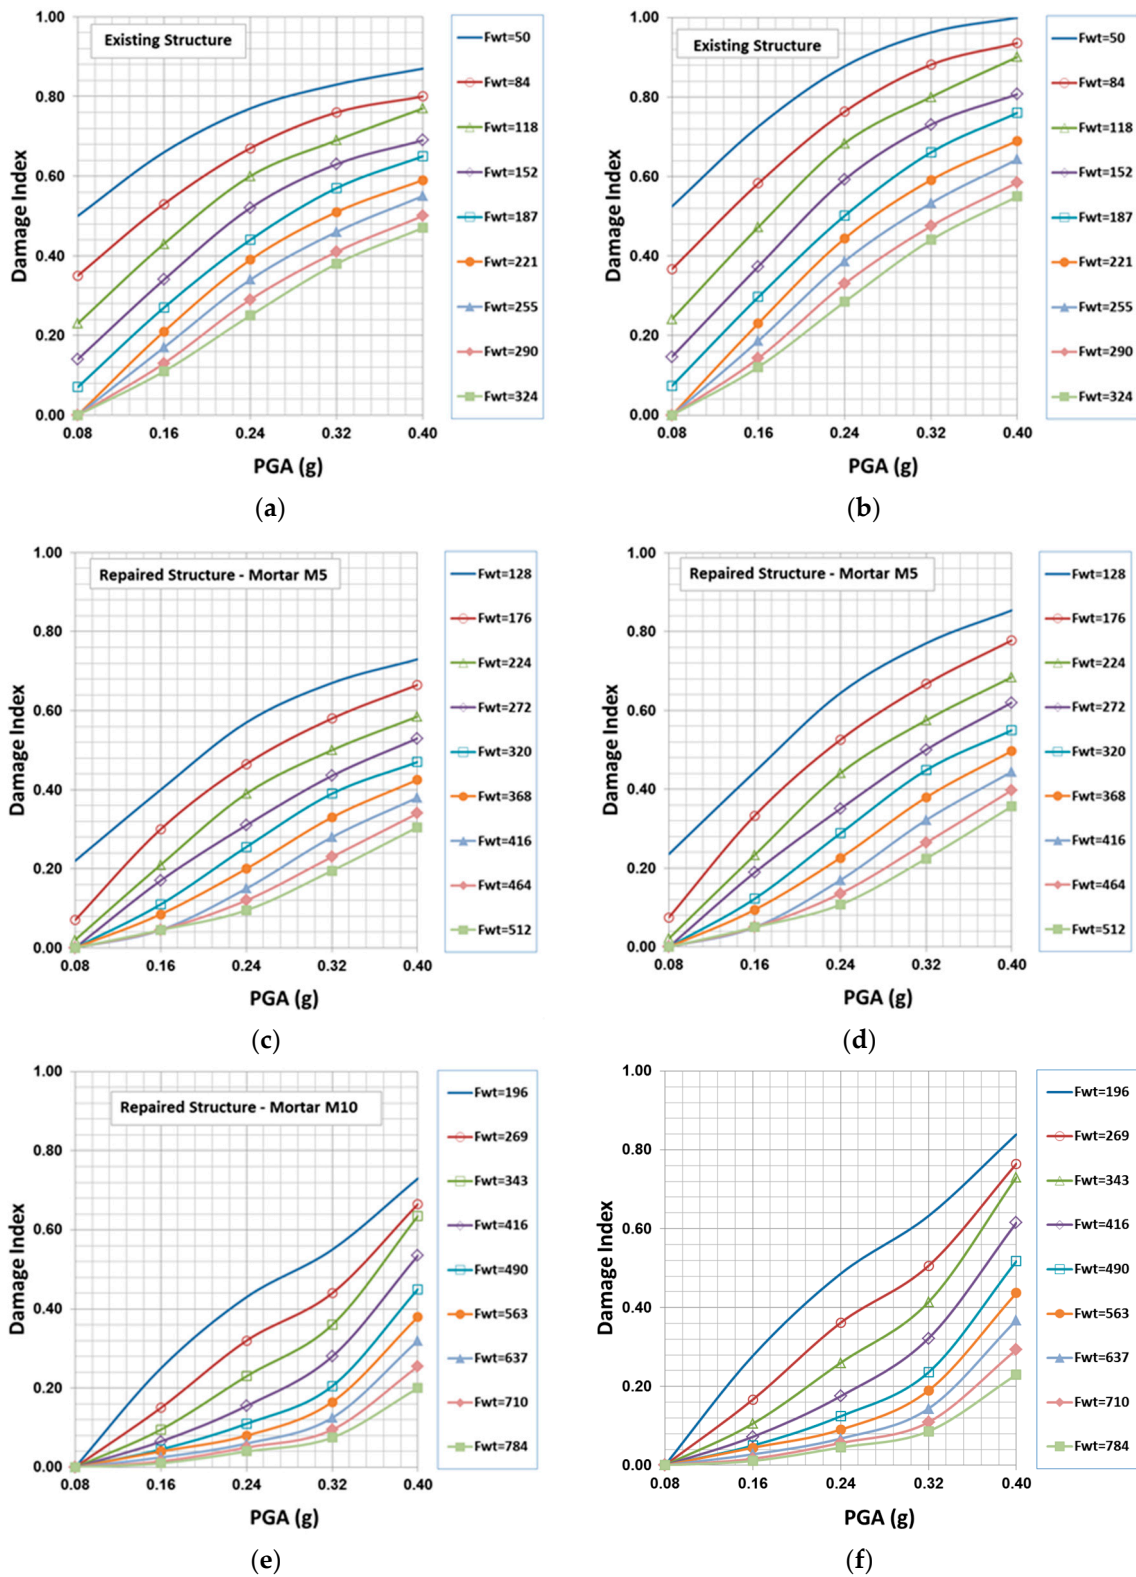 Existing Structure
1.00
0.80
0.60
0.40
0.20
0.00
Damage Index
0.08 0.16 0.24 0.32 0.40
PGA (g)
Fwt=50
Fwt=84
Fwt=118
Fwt=152
Fwt=187
Fwt=221
Fwt=255
Fwt=290
Fwt=324
(a)
Existing Structure
1.00
0.80
0.60
0.40
0.20
0.00
Damage Index
0.08 0.16 0.24 0.32 0.40
PGA (g)
Fwt=50
Fwt=84
Fwt=118
Fwt=152
Fwt=187
Fwt=221
Fwt=255
Fwt=290
Fwt=324
(b)
Repaired Structure - Mortar M5
1.00
0.80
0.60
0.40
0.20
0.00
Damage Index
0.08 0.16 0.24 0.32 0.40
PGA (g)
Fwt=128
Fwt=176
Fwt=224
Fwt=272
Fwt=320
Fwt=368
Fwt=416
Fwt=464
Fwt=512
(c)
Repaired Structure - Mortar M5
1.00
0.80
0.60
0.40
0.20
0.00
Damage Index
0.08 0.16 0.24 0.32 0.40
PGA (g)
Fwt=128
Fwt=176
Fwt=224
Fwt=272
Fwt=320
Fwt=368
Fwt=416
Fwt=464
Fwt=512
(d)
Repaired Structure - Mortar M10
1.00
0.80
0.60
0.40
0.20
0.00
Damage Index
0.08 0.16 0.24 0.32 0.40
PGA (g)
Fwt=196
Fwt=269
Fwt=343
Fwt=416
Fwt=490
Fwt=563
Fwt=637
Fwt=710
Fwt=784
(e)
1.00
0.80
0.60
0.40
0.20
0.00
Damage Index
0.08 0.16 0.24 0.32 0.40
PGA (g)
Fwt=196
Fwt=269
Fwt=343
Fwt=416
Fwt=490
Fwt=563
Fwt=637
Fwt=710
Fwt=784
(f)